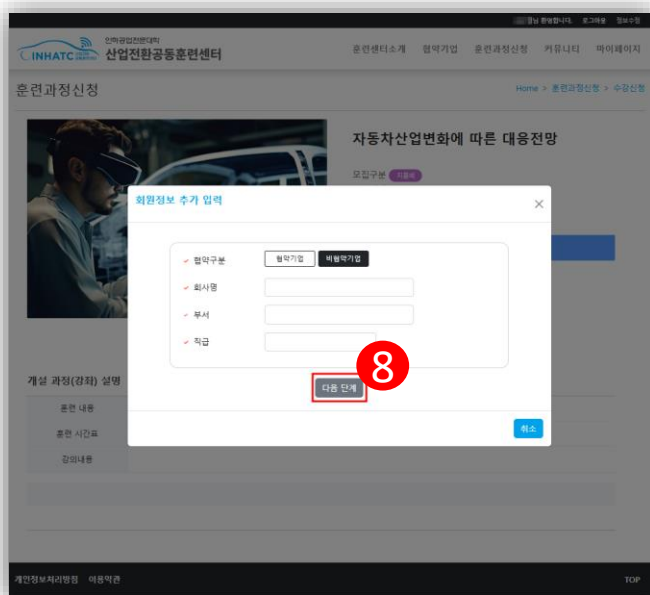 님 환영합니다. 로그아웃 정보수정
INHATC
인하공업전문대학
산업전환공동훈련센터
훈련센터소개 협약기업 훈련과정신청 커뮤니티 마이페이지
훈련과정신청
Home > 훈련과정신청 > 수강신청
자동차산업변화에 따른 대응전망
모집구분
회원정보 추가 입력
×
협약구분 협약기업 비협약기업
회사명
부서
직급
8
다음 단계
취소
개설 과정(강좌) 설명
훈련 내용
훈련 시간표
강의내용
개인정보처리방침 이용약관
TOP